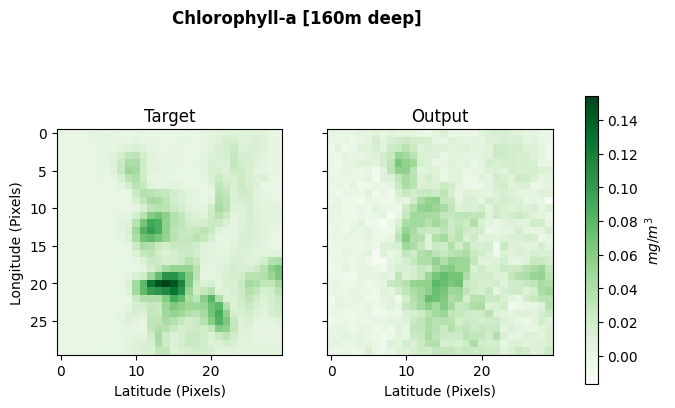 Chlorophyll-a [160m deep]
Target
Output
0
5
10
15
20
25
Longitude (Pixels)
0
10
20
Latitude (Pixels)
0
10
20
Latitude (Pixels)
0.14
0.12
0.10
0.08
0.06
0.04
0.02
0.00
mg/m³